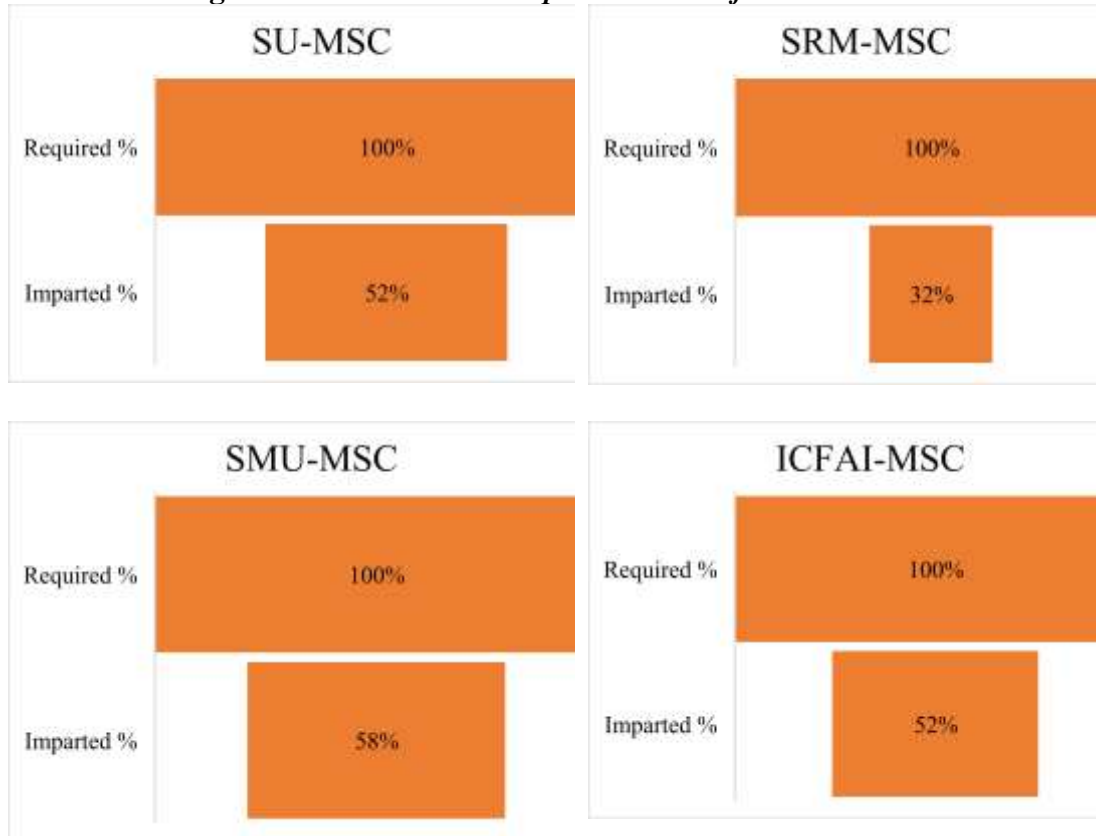 SU-MSC
Required %
100%
Imparted %
52%
SRM-MSC
Required %
100%
Imparted %
32%
SMU-MSC
Required %
100%
Imparted %
58%
ICFAI-MSC
Required %
100%
Imparted %
52%